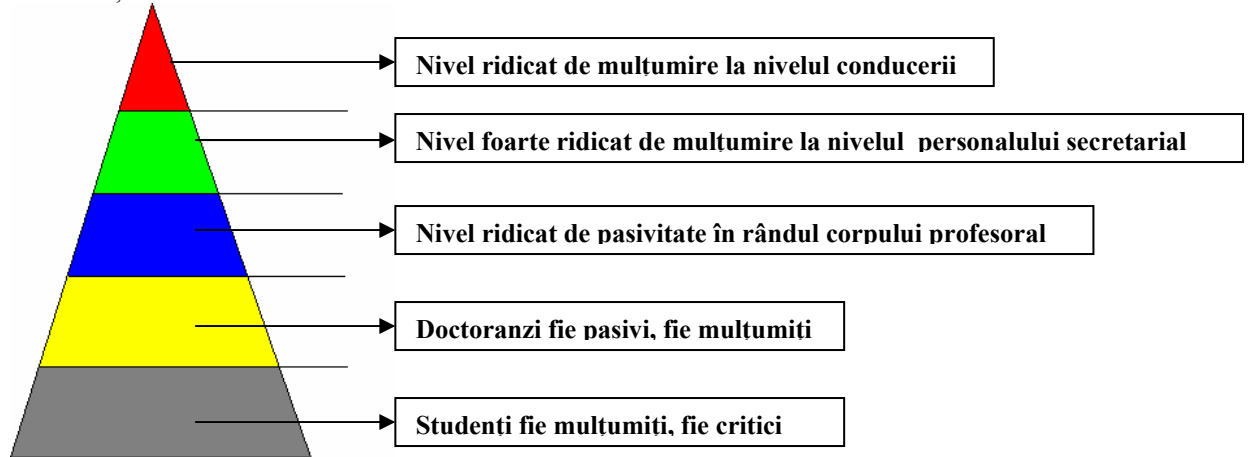 Nivel ridicat de mulțumire la nivelul conducerii
Nivel foarte ridicat de mulțumire la nivelul personalului secretarial
Nivel ridicat de pasivitate în rândul corpului profesoral
Doctoranzi fie pasivi, fie mulțumiți
Studenți fie mulțumiți, fie critici